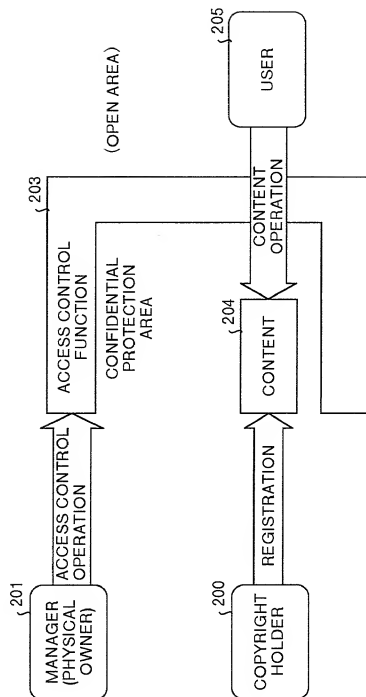 201
MANAGER
(PHYSICAL
OWNER)
ACCESS CONTROL
OPERATION
203
ACCESS CONTROL
FUNCTION
CONFIDENTIAL
PROTECTION
AREA
(OPEN AREA)
200
COPYRIGHT
HOLDER
REGISTRATION
204
CONTENT
CONTENT
OPERATION
205
USER